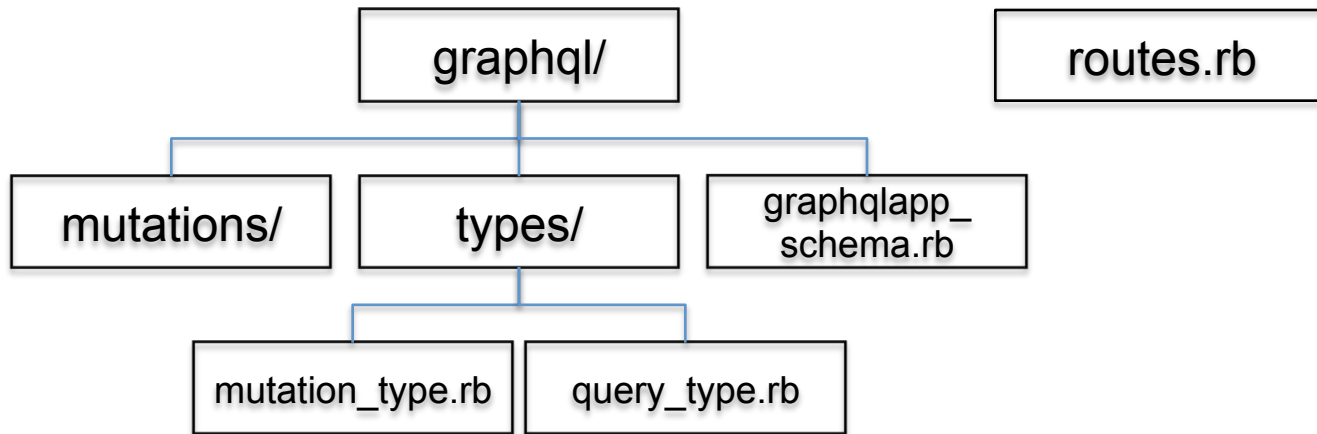 graphql/
routes.rb
mutations/
types/
graphqlapp_
schema.rb
mutation_type.rb
query_type.rb